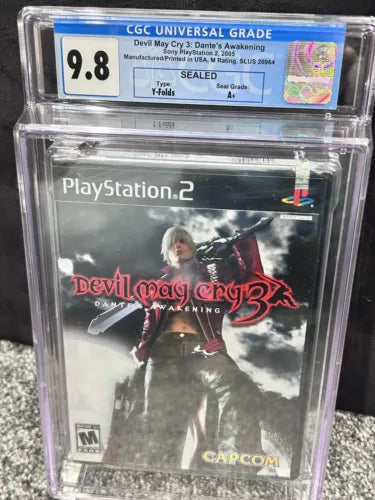 CGC UNIVERSAL GRADE
9.8
Devil May Cry 3: Dante's Awakening
Sony PlayStation 2, 2005
Manufactured/Printed in USA, M Rating, SLUS 20964
SEALED
Type:
Y-Folds
Seal Grade:
A+
PlayStation®2
Devil may cry 3
DANTE'S AWAKENING
M
CAPCOM